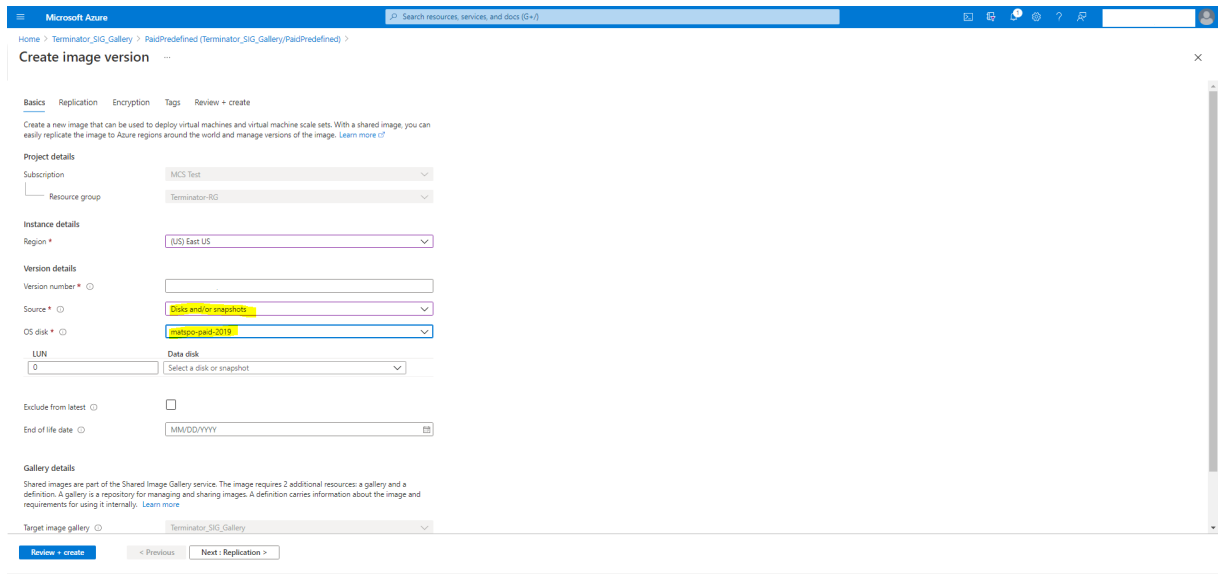 Microsoft Azure
Search resources, services, and docs (G+/)
Home > Terminator_SIG_Gallery > PaidPredefined (Terminator_SIG_Gallery/PaidPredefined) >
Create image version ...
Basics Replication Encryption Tags Review + create
Create a new image that can be used to deploy virtual machines and virtual machine scale sets. With a shared image, you can
easily replicate the image to Azure regions around the world and manage versions of the image. Learn more
Project details
Subscription MCS Test
Resource group Terminator-RG
Instance details
Region * (US) East US
Version details
Version number *
Source * Disks and/or snapshots
OS disk * matspo-paid-2019
LUN Data disk
0 Select a disk or snapshot
Exclude from latest
End of life date MM/DD/YYYY
Gallery details
Shared images are part of the Shared Image Gallery service. The image requires 2 additional resources: a gallery and a
definition. A gallery is a repository for managing and sharing images. A definition carries information about the image and
requirements for using it internally. Learn more
Target image gallery Terminator_SIG_Gallery
Review + create < Previous Next : Replication >